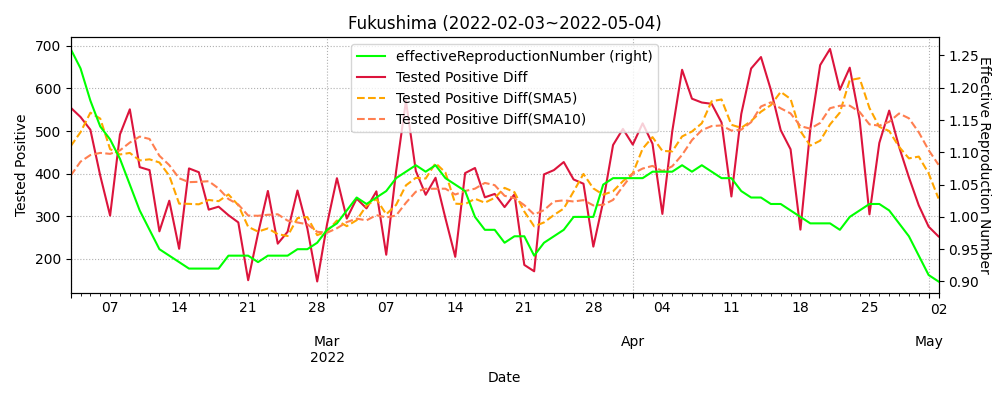 Fukushima (2022-02-03~2022-05-04)
effectiveReproductionNumber (right)
Tested Positive Diff
Tested Positive Diff(SMA5)
Tested Positive Diff(SMA10)
Tested Positive
700
600
500
400
300
200
1.25
1.20
1.15
1.10
1.05
1.00
0.95
0.90
Effective Reproduction Number
07 14 21 28 07 14 21 28 04 11 18 25 02
Mar Apr May
2022
Date